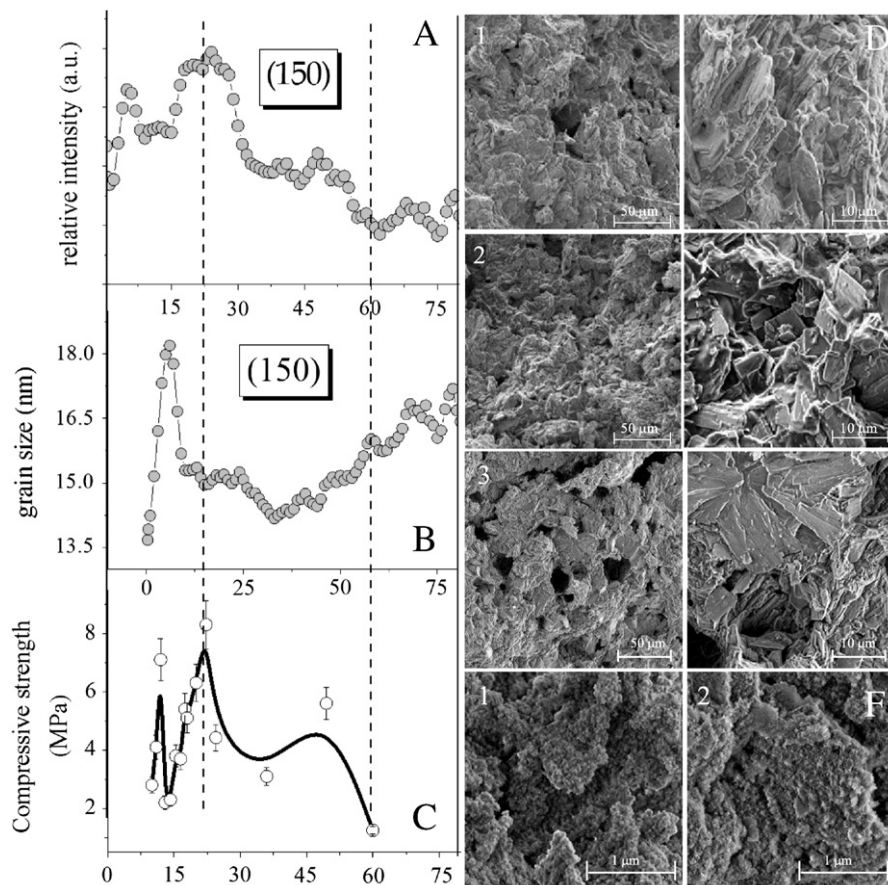 A
(150)
relative intensity (a.u.)
15 30 45 60 75
B
(150)
grain size (nm)
18.0
16.5
15.0
13.5
0 25 50 75
C
Compressive strength
(MPa)
8
6
4
2
0 15 30 45 60 75
1
50 μm
D
10 μm
2
50 μm
10 μm
3
50 μm
10 μm
1
1 μm
2
F
1 μm